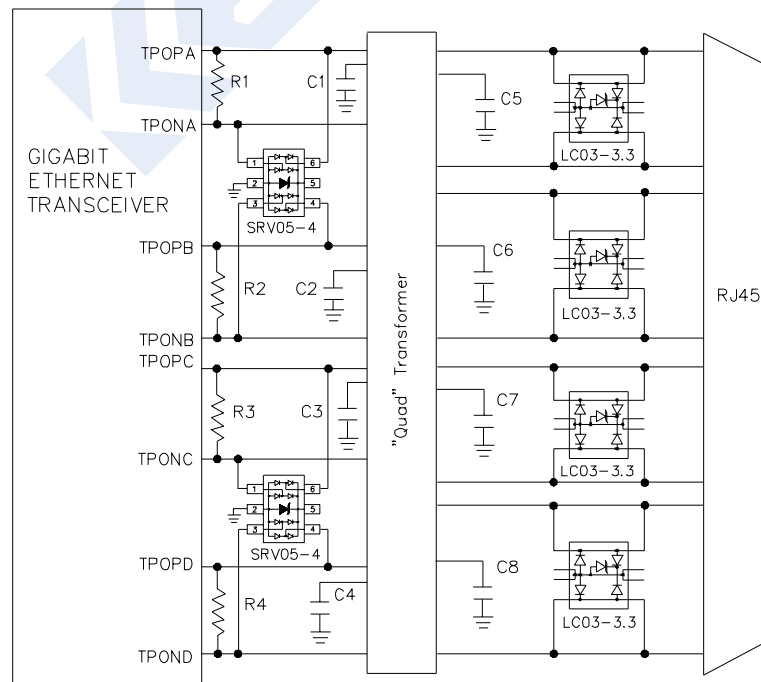 TPOPA
R1
C1
C5
TPONA
LC03-3.3
GIGABIT
ETHERNET
TRANSCEIVER
1
6
2
5
3
4
SRV05-4
TPOPB
C6
R2
C2
RJ45
LC03-3.3
TPONB
TPOPC
"Quad" Transformer
R3
C3
C7
TPONC
LC03-3.3
1
6
2
5
3
4
SRV05-4
TPOPD
C8
R4
C4
LC03-3.3
TPOND